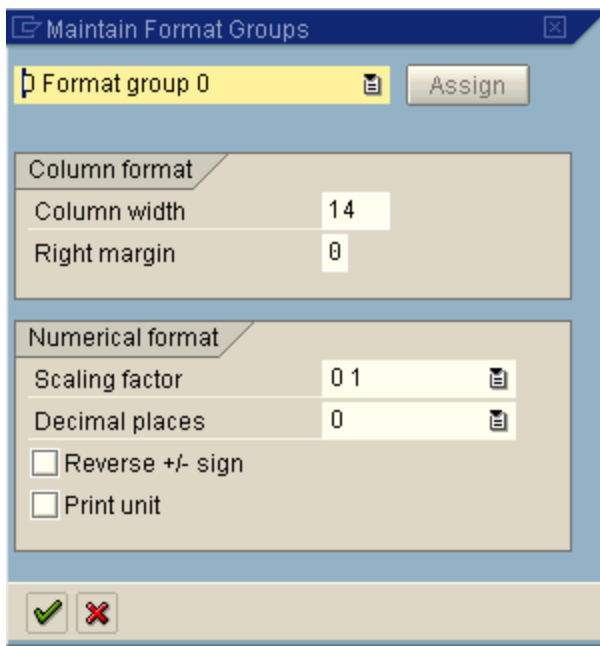 Maintain Format Groups
0 Format group 0
Assign
Column format
Column width 14
Right margin 0
Numerical format
Scaling factor 0 1
Decimal places 0
Reverse +/- sign
Print unit